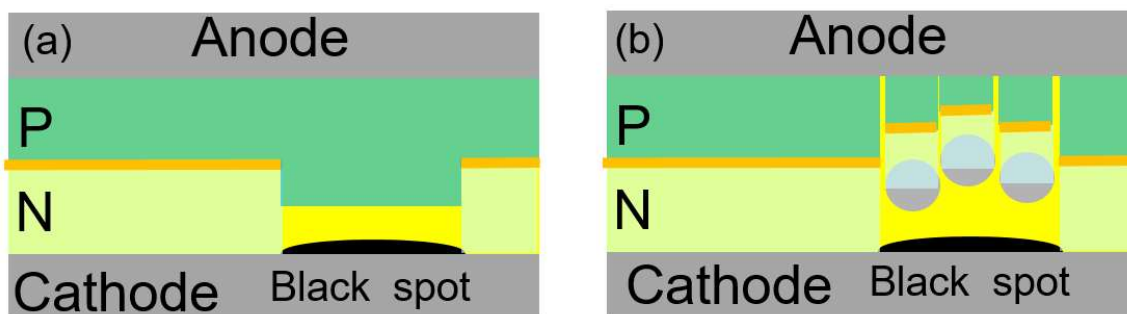 (a)
Anode
P
N
Cathode
Black spot
(b)
Anode
P
N
Cathode
Black spot